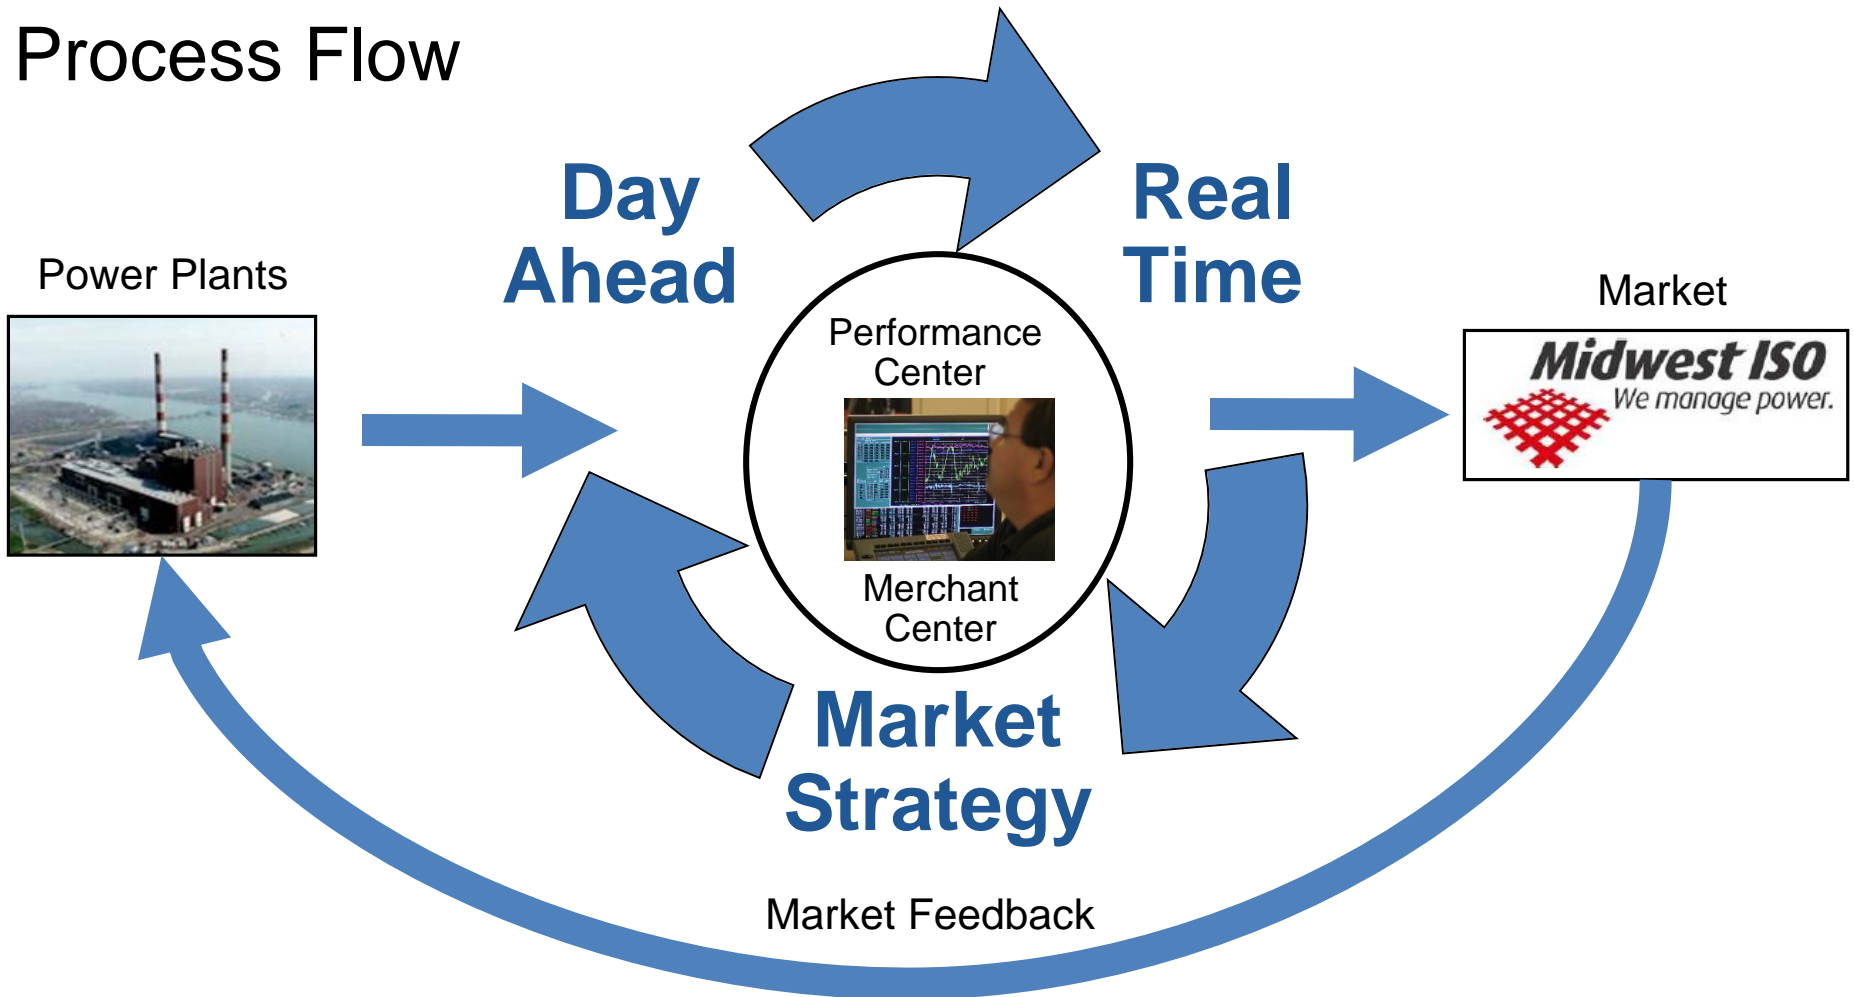 Process Flow
Day
Ahead
Real
Time
Power Plants
Market
Performance
Center
Midwest ISO
We manage power.
Merchant
Center
Market
Strategy
Market Feedback